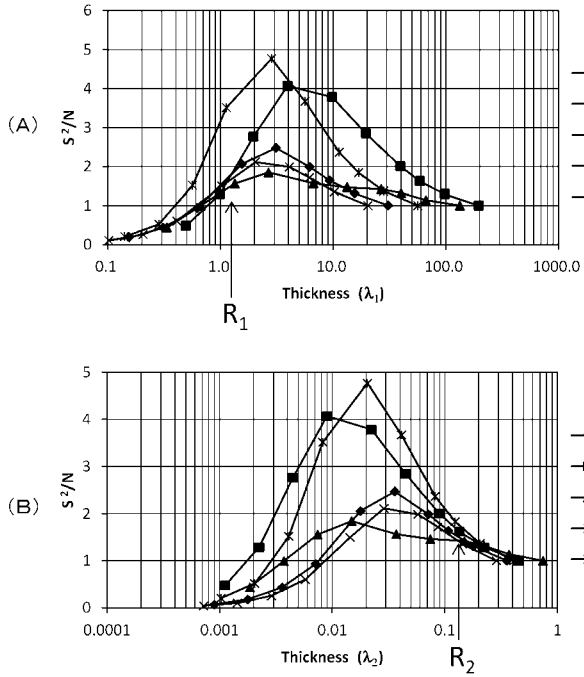 (A)
S²/N
6
5
4
3
2
1
0
0.1 1.0 10.0 100.0 1000.0
Thickness (λ₁)
R₁
(B)
S²/N
5
4
3
2
1
0
0.0001 0.001 0.01 0.1 1
Thickness (λ₂)
R₂